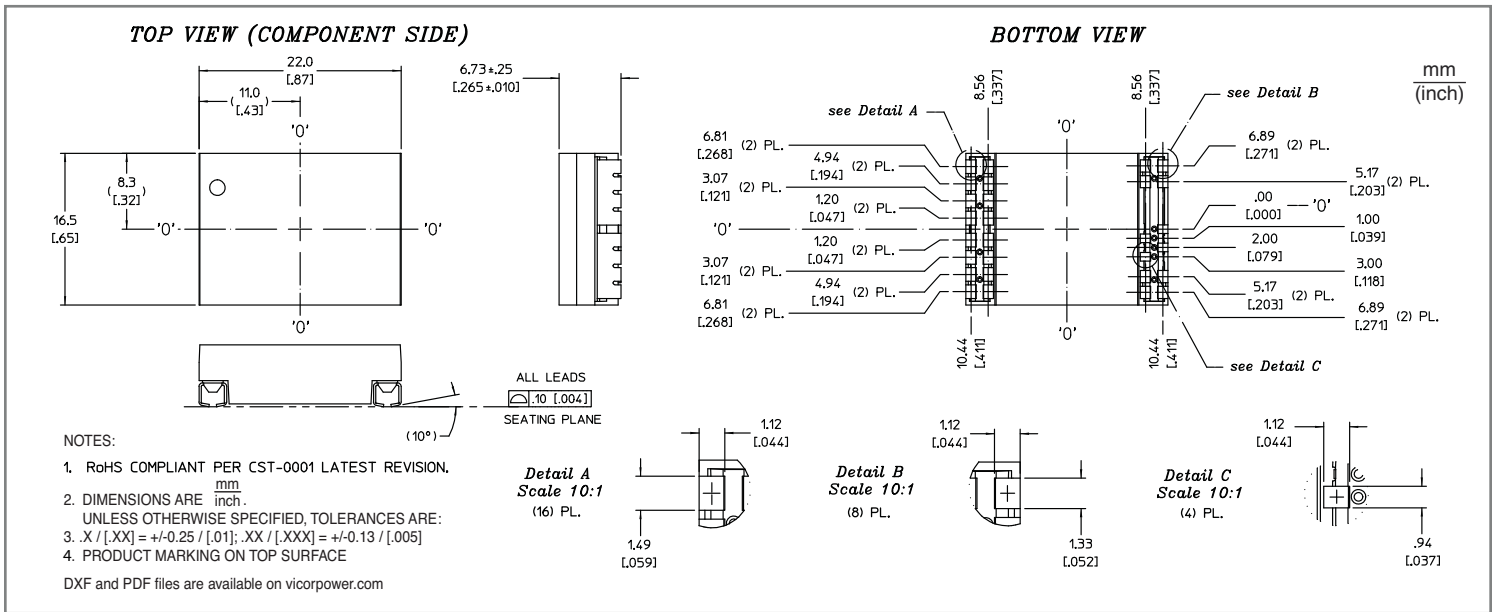 TOP VIEW (COMPONENT SIDE)
22.0
[.87]
11.0
( )
[.43]
'0'
8.3
( )
[.32]
16.5
[.65]
'0'
'0'
'0'
6.73±.25
[.265±.010]
BOTTOM VIEW
mm
(inch)
see Detail A
8.56
[.337]
'0'
8.56
[.337]
see Detail B
6.81
[.268] (2) PL.
4.94
[.194] (2) PL.
3.07
[.121] (2) PL.
1.20
[.047] (2) PL.
'0'
1.20
[.047] (2) PL.
3.07
[.121] (2) PL.
4.94
[.194] (2) PL.
6.81
[.268] (2) PL.
6.89
[.271] (2) PL.
5.17
[.203] (2) PL.
.00
[.000]
'0'
1.00
[.039]
2.00
[.079]
3.00
[.118]
5.17
[.203] (2) PL.
6.89
[.271] (2) PL.
10.44
[.411]
'0'
10.44
[.411]
see Detail C
ALL LEADS
.10 [.004]
SEATING PLANE
(10°)
NOTES:
1. RoHS COMPLIANT PER CST-0001 LATEST REVISION.
2. DIMENSIONS ARE mm
inch.
UNLESS OTHERWISE SPECIFIED, TOLERANCES ARE:
3. .X / [.XX] = +/-0.25 / [.01]; .XX / [.XXX] = +/-0.13 / [.005]
4. PRODUCT MARKING ON TOP SURFACE
DXF and PDF files are available on vicorpower.com
Detail A
Scale 10:1
(16) PL.
1.12
[.044]
1.49
[.059]
Detail B
Scale 10:1
(8) PL.
1.12
[.044]
1.33
[.052]
Detail C
Scale 10:1
(4) PL.
1.12
[.044]
.94
[.037]